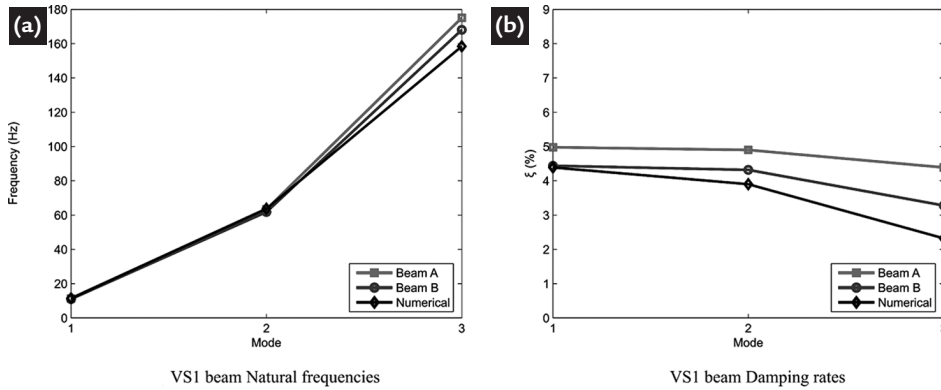 (a)
180
160
140
120
100
80
60
40
20
0
Frequency (Hz)
1 2 3
Mode
Beam A
Beam B
Numerical
VS1 beam Natural frequencies
(b)
9
8
7
6
5
4
3
2
1
0
ξ (%)
1 2 3
Mode
Beam A
Beam B
Numerical
VS1 beam Damping rates